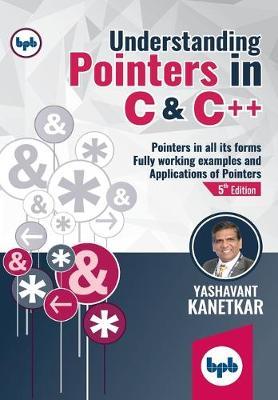 bpb
Understanding
Pointers in
C & C++
Pointers in all its forms
Fully working examples and
Applications of Pointers
5th Edition
YASHAVANT
KANETKAR
bpb